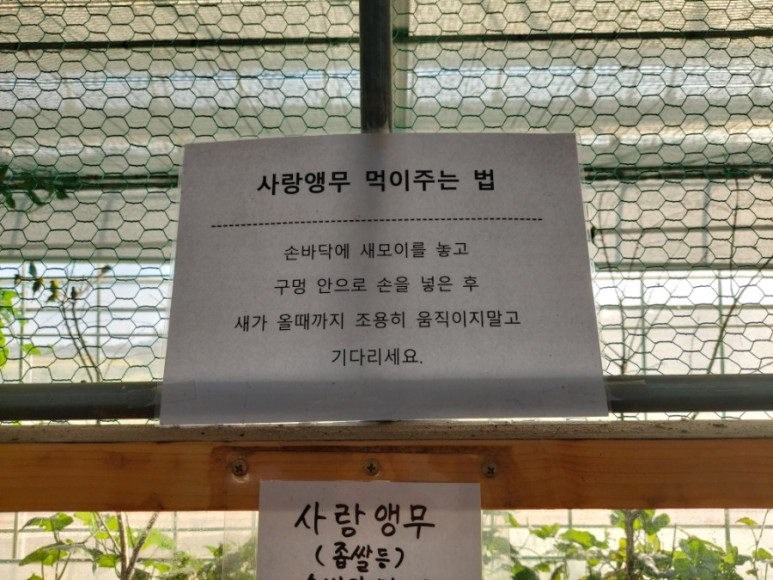 사랑앵무 먹이주는 법
손바닥에 새모이를 놓고
구멍 안으로 손을 넣은 후
새가 올때까지 조용히 움직이지말고
기다리세요.
사랑앵무
(좁쌀등)